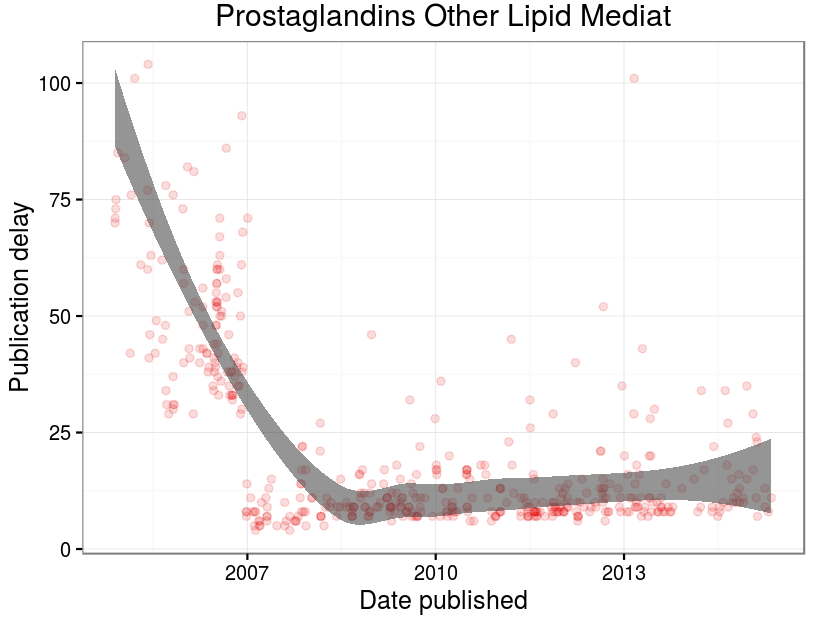 Prostaglandins Other Lipid Mediat
Publication delay
100
75
50
25
0
2007 2010 2013
Date published